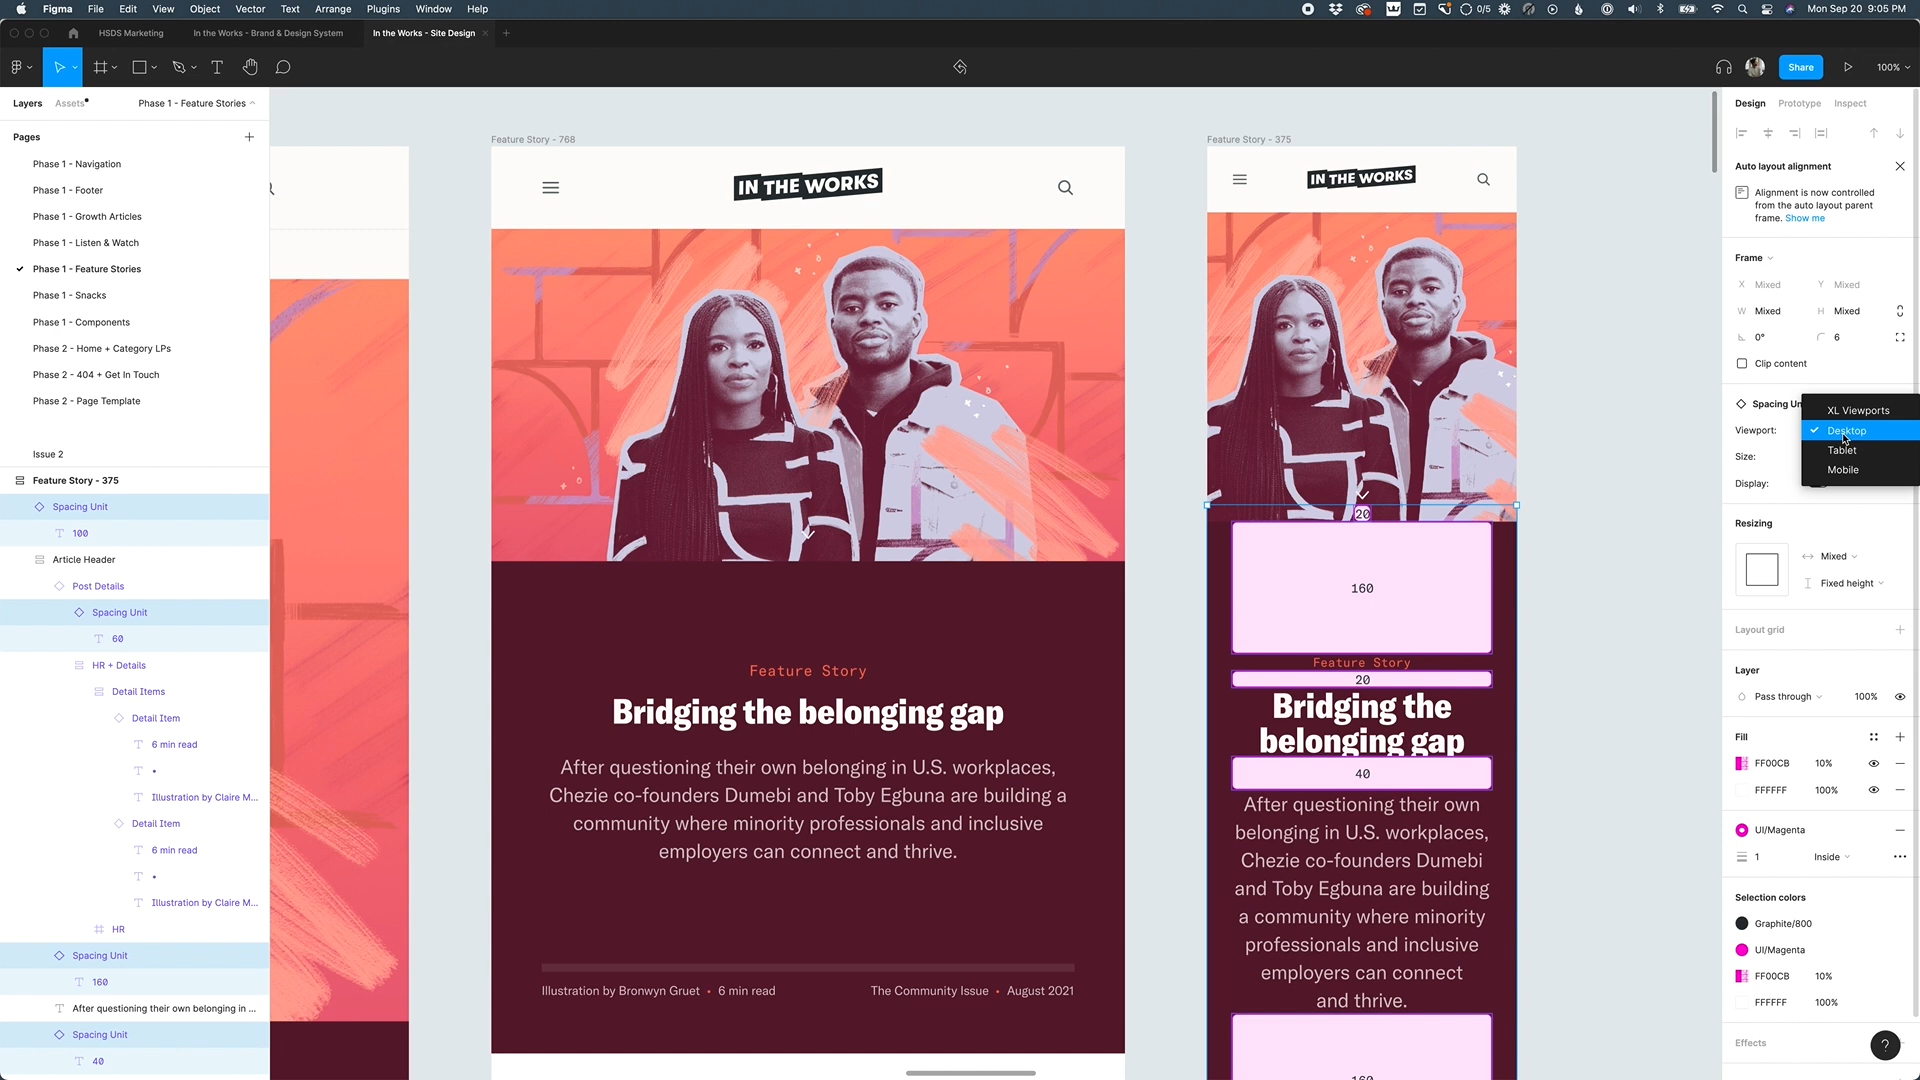 Figma File Edit View Object Vector Text Arrange Plugins Window Help
0/5
Mon Sep 20 9:05 PM
HSDS Marketing
In the Works - Brand & Design System
In the Works - Site Design
Share
100%
Layers
Assets
Phase 1 - Feature Stories
Pages
Phase 1 - Navigation
Phase 1 - Footer
Phase 1 - Growth Articles
Phase 1 - Listen & Watch
Phase 1 - Feature Stories
Phase 1 - Snacks
Phase 1 - Components
Phase 2 - Home + Category LPs
Phase 2 - 404 + Get In Touch
Phase 2 - Page Template
Issue 2
Feature Story - 375
Spacing Unit
100
Article Header
Post Details
Spacing Unit
60
HR + Details
Detail Items
Detail Item
6 min read
•
Illustration by Claire M...
Detail Item
6 min read
•
Illustration by Claire M...
HR
Spacing Unit
160
After questioning their own belonging in ...
Spacing Unit
40
Feature Story - 768
IN THE WORKS
Feature Story
Bridging the belonging gap
After questioning their own belonging in U.S. workplaces,
Chezie co-founders Dumebi and Toby Egbuna are building a
community where minority professionals and inclusive
employers can connect and thrive.
Illustration by Bronwyn Gruet • 6 min read
The Community Issue • August 2021
Feature Story - 375
IN THE WORKS
20
160
Feature Story
20
Bridging the
belonging gap
40
After questioning their own
belonging in U.S. workplaces,
Chezie co-founders Dumebi
and Toby Egbuna are building
a community where minority
professionals and inclusive
employers can connect
and thrive.
160
Design
Prototype
Inspect
Auto layout alignment
Alignment is now controlled
from the auto layout parent
frame. Show me
Frame
X Mixed Y Mixed
W Mixed H Mixed
0° 6
Clip content
Spacing Un
XL Viewports
Viewport:
Desktop
Tablet
Size:
Mobile
Display:
Resizing
Mixed
Fixed height
Layout grid
Layer
Pass through 100%
Fill
FF00CB 10%
FFFFFF 100%
UI/Magenta
1 Inside
Selection colors
Graphite/800
UI/Magenta
FF00CB 10%
FFFFFF 100%
Effects
?